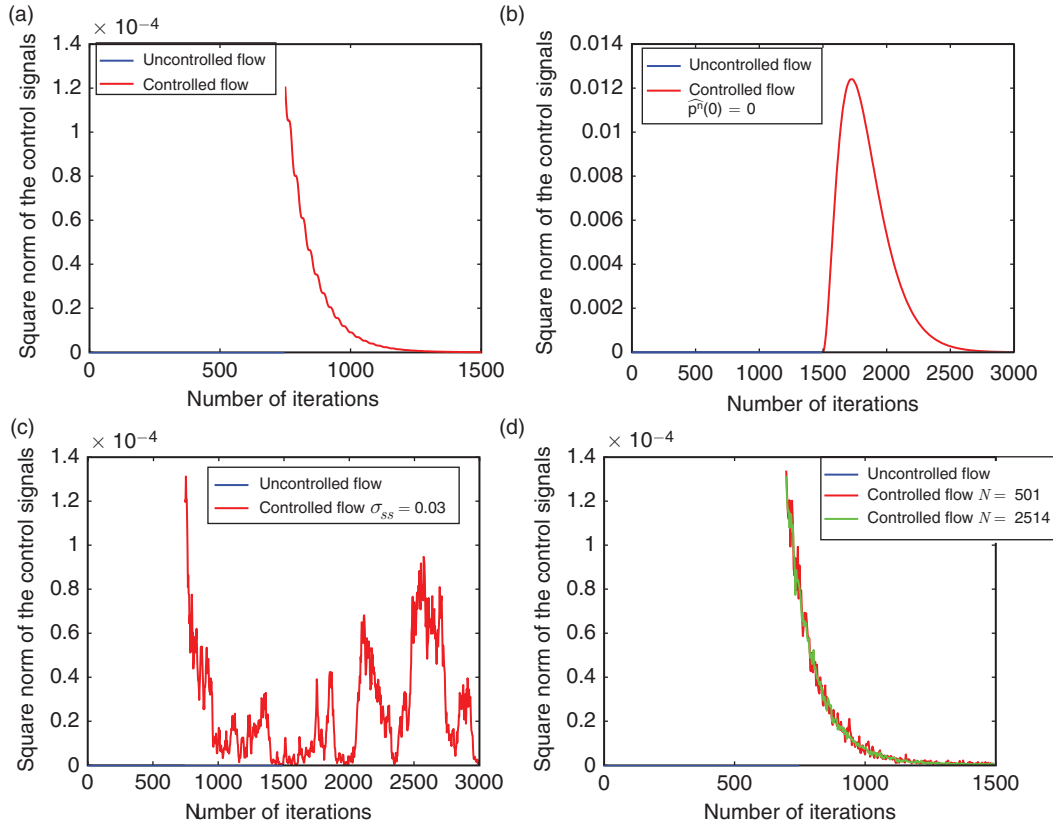 (a)
× 10−4
Square norm of the control signals
1.4
1.2
1
0.8
0.6
0.4
0.2
0
Uncontrolled flow
Controlled flow
0 500 1000 1500
Number of iterations
(b)
Square norm of the control signals
0.014
0.012
0.01
0.008
0.006
0.004
0.002
0
Uncontrolled flow
Controlled flow
p̂ⁿ(0) = 0
0 500 1000 1500 2000 2500 3000
Number of iterations
(c)
× 10−4
Square norm of the control signals
1.4
1.2
1
0.8
0.6
0.4
0.2
0
Uncontrolled flow
Controlled flow σss = 0.03
0 500 1000 1500 2000 2500 3000
Number of iterations
(d)
× 10−4
Square norm of the control signals
1.4
1.2
1
0.8
0.6
0.4
0.2
0
Uncontrolled flow
Controlled flow N = 501
Controlled flow N = 2514
0 500 1000 1500
Number of iterations